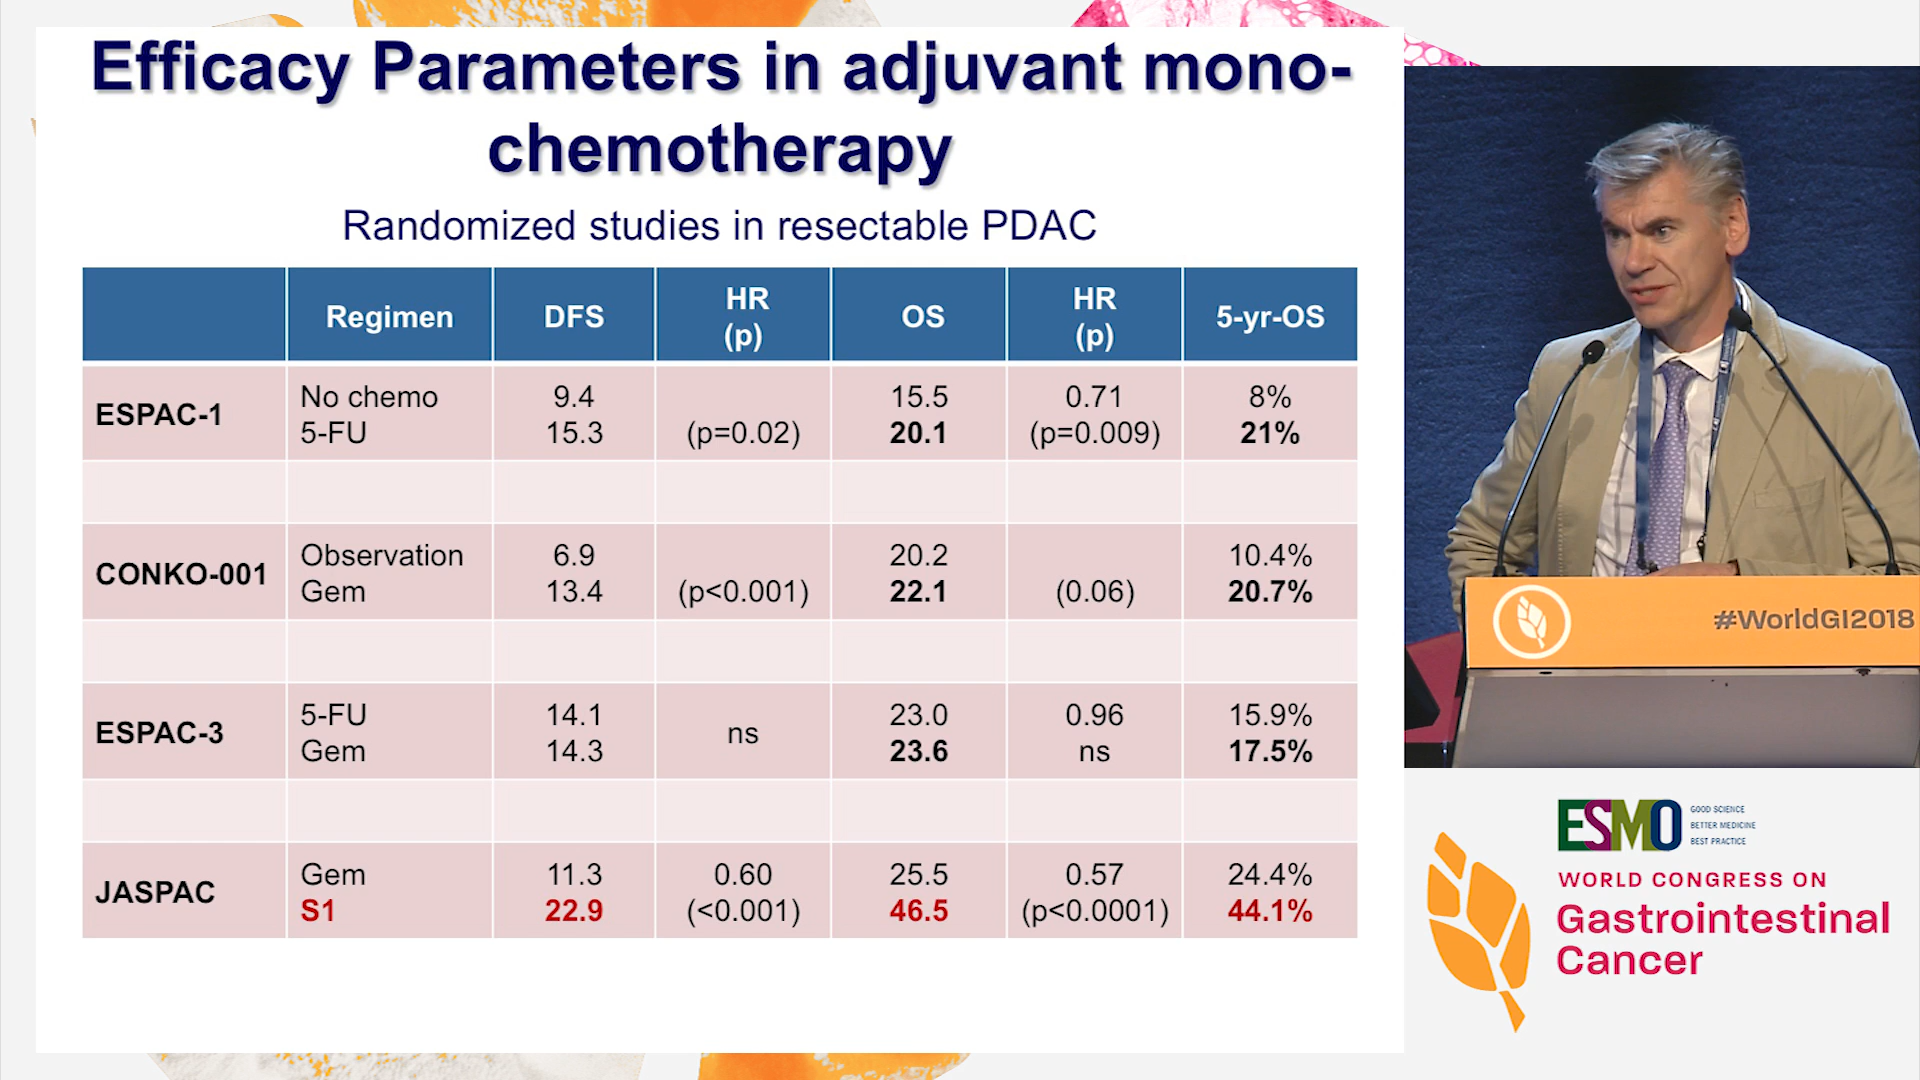 Efficacy Parameters in adjuvant mono-
chemotherapy
Randomized studies in resectable PDAC
Regimen DFS HR (p) OS HR (p) 5-yr-OS
ESPAC-1
No chemo 9.4 15.5 0.71 8%
5-FU 15.3 (p=0.02) 20.1 (p=0.009) 21%
CONKO-001
Observation 6.9 20.2 10.4%
Gem 13.4 (p<0.001) 22.1 (0.06) 20.7%
ESPAC-3
5-FU 14.1 ns 23.0 0.96 15.9%
Gem 14.3 23.6 ns 17.5%
JASPAC
Gem 11.3 0.60 25.5 0.57 24.4%
S1 22.9 (<0.001) 46.5 (p<0.0001) 44.1%
#WorldGI2018
ESMO
GOOD SCIENCE
BETTER MEDICINE
BEST PRACTICE
WORLD CONGRESS ON
Gastrointestinal
Cancer